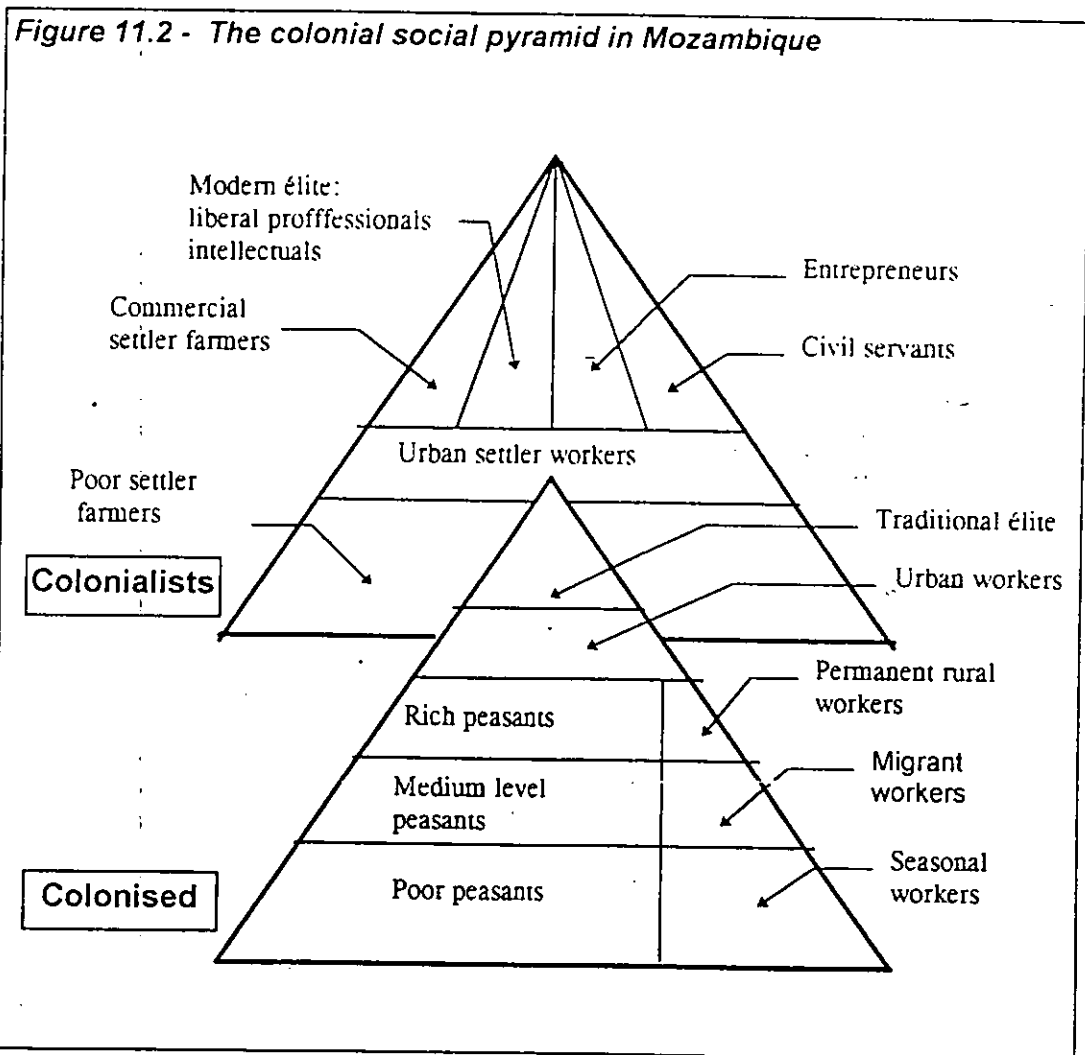 Figure 11.2 - The colonial social pyramid in Mozambique
Modern élite:
liberal profffessionals
intellectuals
Entrepreneurs
Commercial
settler farmers
Civil servants
Urban settler workers
Poor settler
farmers
Traditional élite
Colonialists
Urban workers
Permanent rural
workers
Rich peasants
Migrant
workers
Medium level
peasants
Seasonal
workers
Colonised
Poor peasants